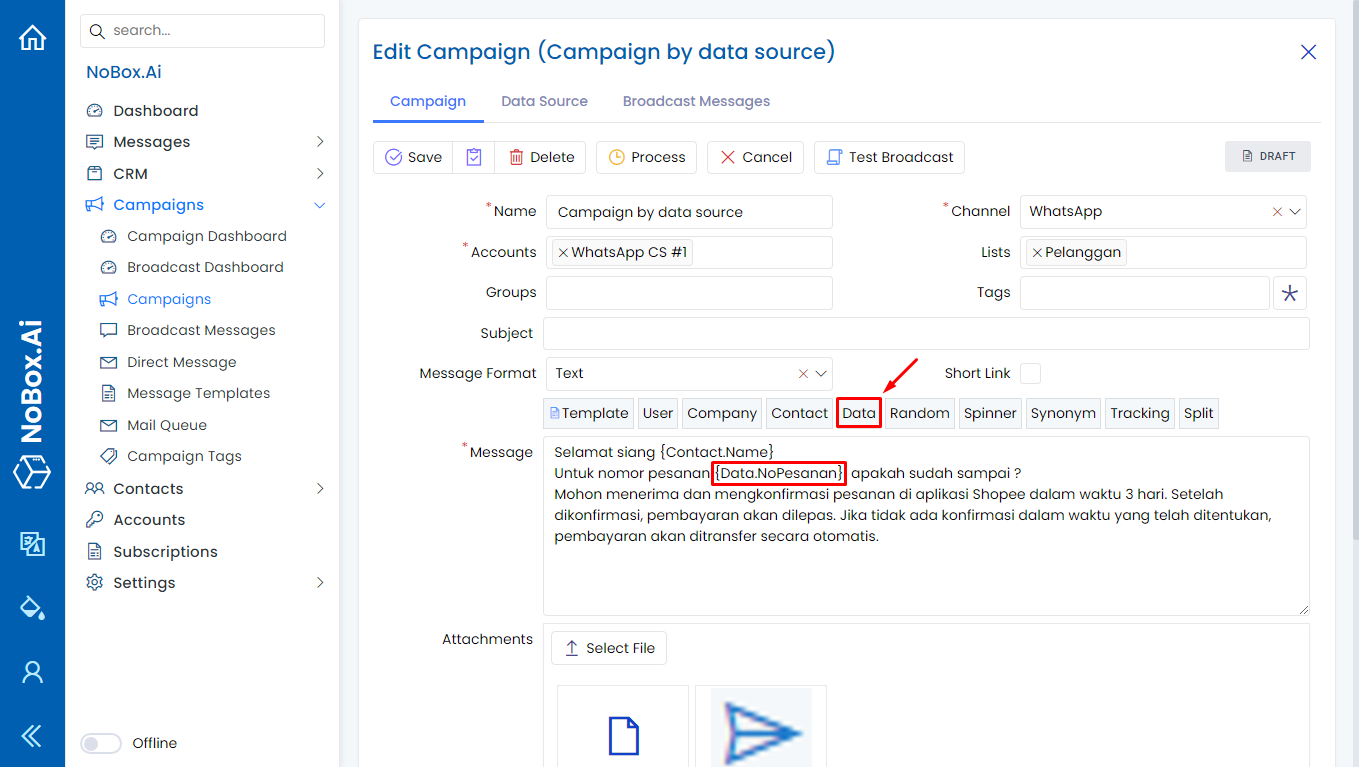 search...
NoBox.Ai
Dashboard
Messages
CRM
Campaigns
Campaign Dashboard
Broadcast Dashboard
Campaigns
Broadcast Messages
Direct Message
Message Templates
Mail Queue
Campaign Tags
Contacts
Accounts
Subscriptions
Settings
Offline
NoBox.Ai
Edit Campaign (Campaign by data source)
Campaign Data Source Broadcast Messages
Save Delete Process Cancel Test Broadcast DRAFT
*Name Campaign by data source *Channel WhatsApp
*Accounts WhatsApp CS #1 Lists Pelanggan
Groups Tags
Subject
Message Format Text Short Link
Template User Company Contact Data Random Spinner Synonym Tracking Split
*Message Selamat siang {Contact.Name}
Untuk nomor pesanan {Data.NoPesanan} apakah sudah sampai ?
Mohon menerima dan mengkonfirmasi pesanan di aplikasi Shopee dalam waktu 3 hari. Setelah
dikonfirmasi, pembayaran akan dilepas. Jika tidak ada konfirmasi dalam waktu yang telah ditentukan,
pembayaran akan ditransfer secara otomatis.
Attachments Select File